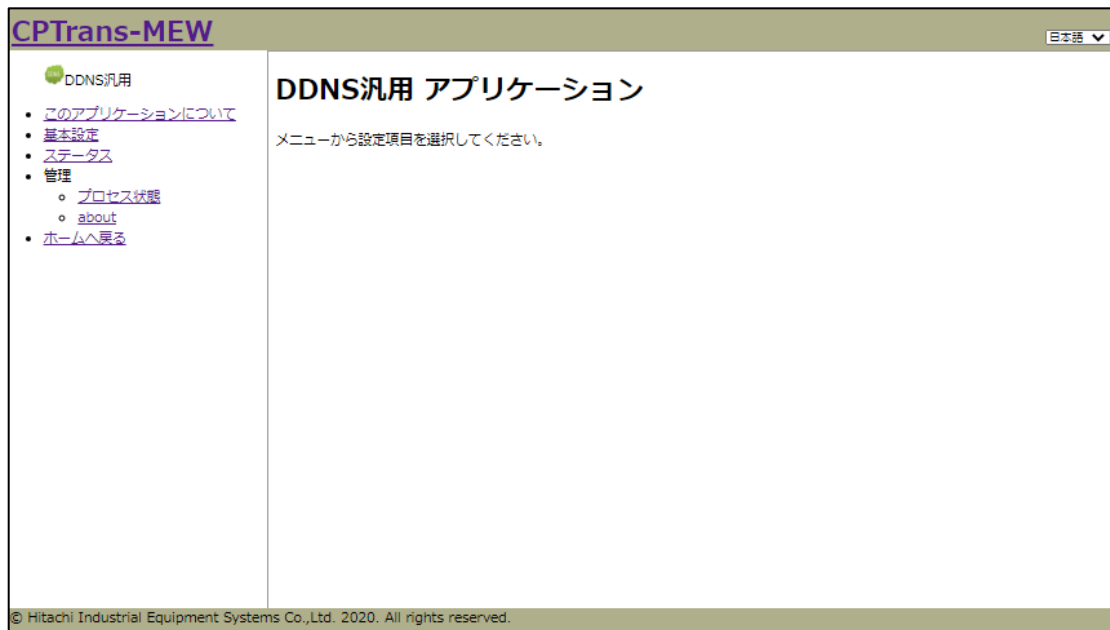 CPTrans-MEW
日本語
DDNS汎用
このアプリケーションについて
基本設定
ステータス
管理
プロセス状態
about
ホームへ戻る
DDNS汎用 アプリケーション
メニューから設定項目を選択してください。
© Hitachi Industrial Equipment Systems Co.,Ltd. 2020. All rights reserved.